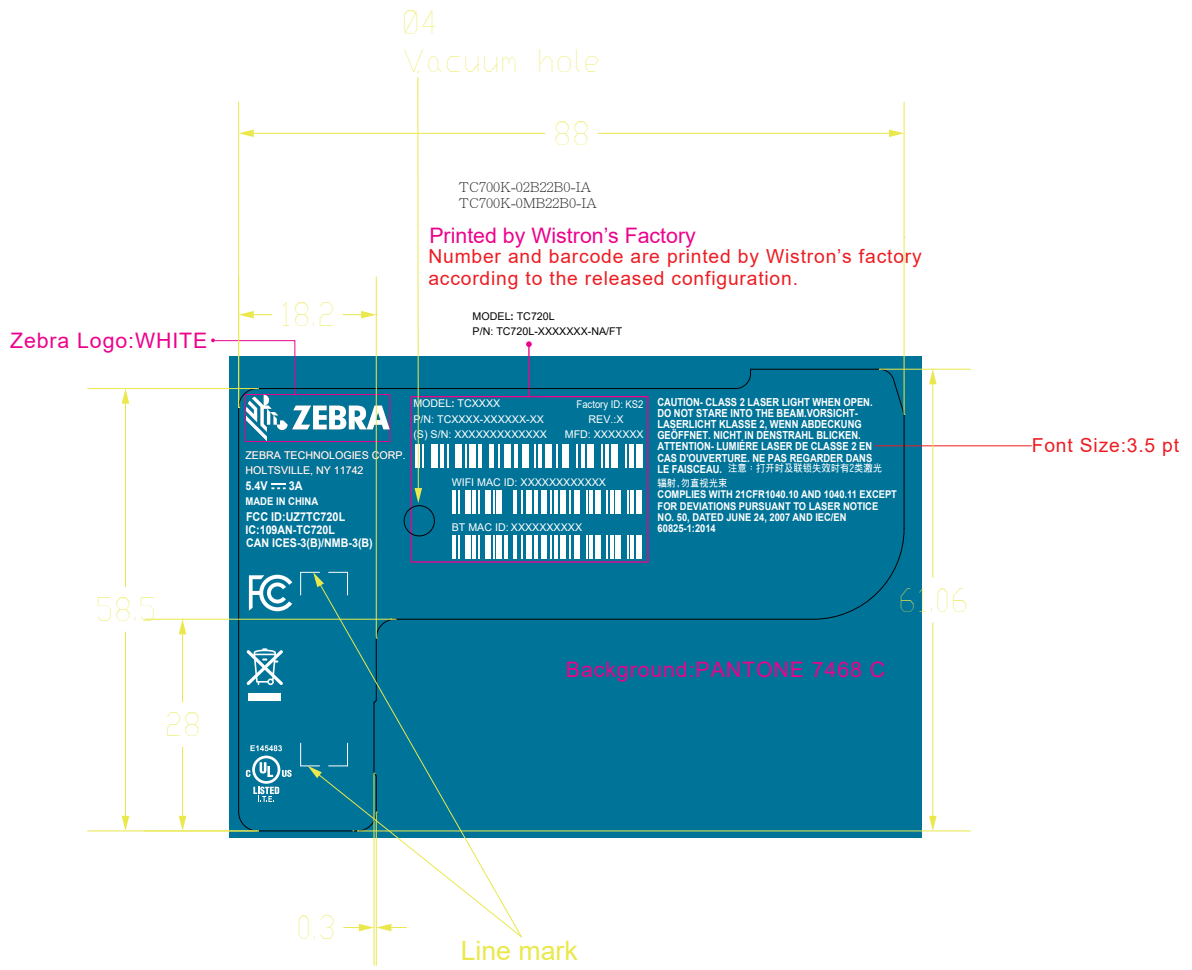 Ø4
Vacuum hole
88
TC700K-02B22B0-IA
TC700K-0MB22B0-IA
Printed by Wistron’s Factory
Number and barcode are printed by Wistron’s factory
according to the released configuration.
18.2
MODEL: TC720L
P/N: TC720L-XXXXXXX-NA/FT
Zebra Logo:WHITE
ZEBRA
ZEBRA TECHNOLOGIES CORP.
HOLTSVILLE, NY 11742
5.4V ⎓ 3A
MADE IN CHINA
FCC ID:UZ7TC720L
IC:109AN-TC720L
CAN ICES-3(B)/NMB-3(B)
MODEL: TCXXXX Factory ID: KS2
P/N: TCXXXX-XXXXXX-XX REV.:X
(S) S/N: XXXXXXXXXXXXX MFD: XXXXXXX
WIFI MAC ID: XXXXXXXXXXXX
BT MAC ID: XXXXXXXXXX
CAUTION- CLASS 2 LASER LIGHT WHEN OPEN.
DO NOT STARE INTO THE BEAM.VORSICHT-
LASERLICHT KLASSE 2, WENN ABDECKUNG
GEÖFFNET. NICHT IN DENSTRAHL BLICKEN.
ATTENTION- LUMIÈRE LASER DE CLASSE 2 EN
CAS D'OUVERTURE. NE PAS REGARDER DANS
LE FAISCEAU. 注意：打开时及联锁失效时有2类激光
辐射,勿直视光束
COMPLIES WITH 21CFR1040.10 AND 1040.11 EXCEPT
FOR DEVIATIONS PURSUANT TO LASER NOTICE
NO. 50, DATED JUNE 24, 2007 AND IEC/EN
60825-1:2014
Font Size:3.5 pt
FC
58.5
61.06
Background:PANTONE 7468 C
28
E145483
C UL US
LISTED
I.T.E.
0.3
Line mark